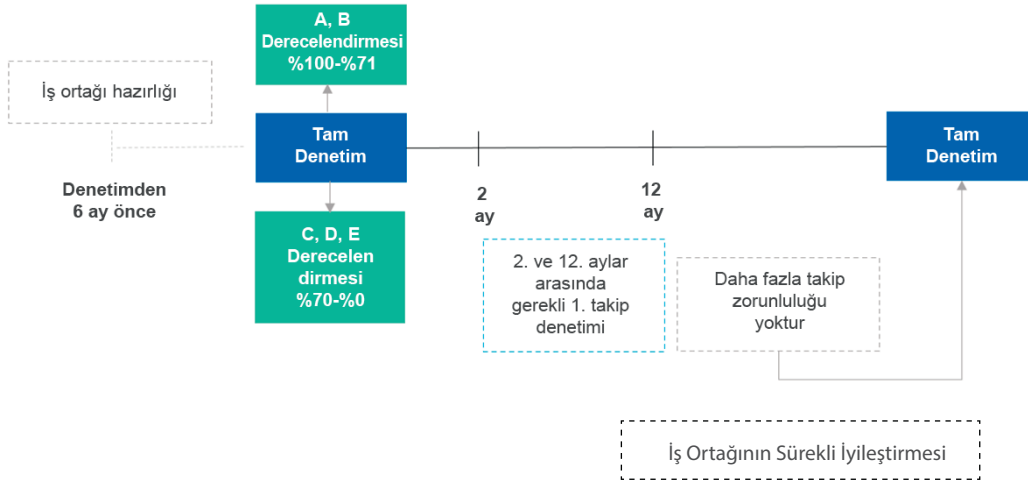 A, B
Derecelendirmesi
%100-%71
İş ortağı hazırlığı
Tam
Denetim
Tam
Denetim
Denetimden
6 ay önce
2
ay
12
ay
C, D, E
Derecelen
dirmesi
%70-%0
2. ve 12. aylar
arasında
gerekli 1. takip
denetimi
Daha fazla takip
zorunluluğu
yoktur
İş Ortağının Sürekli İyileştirmesi